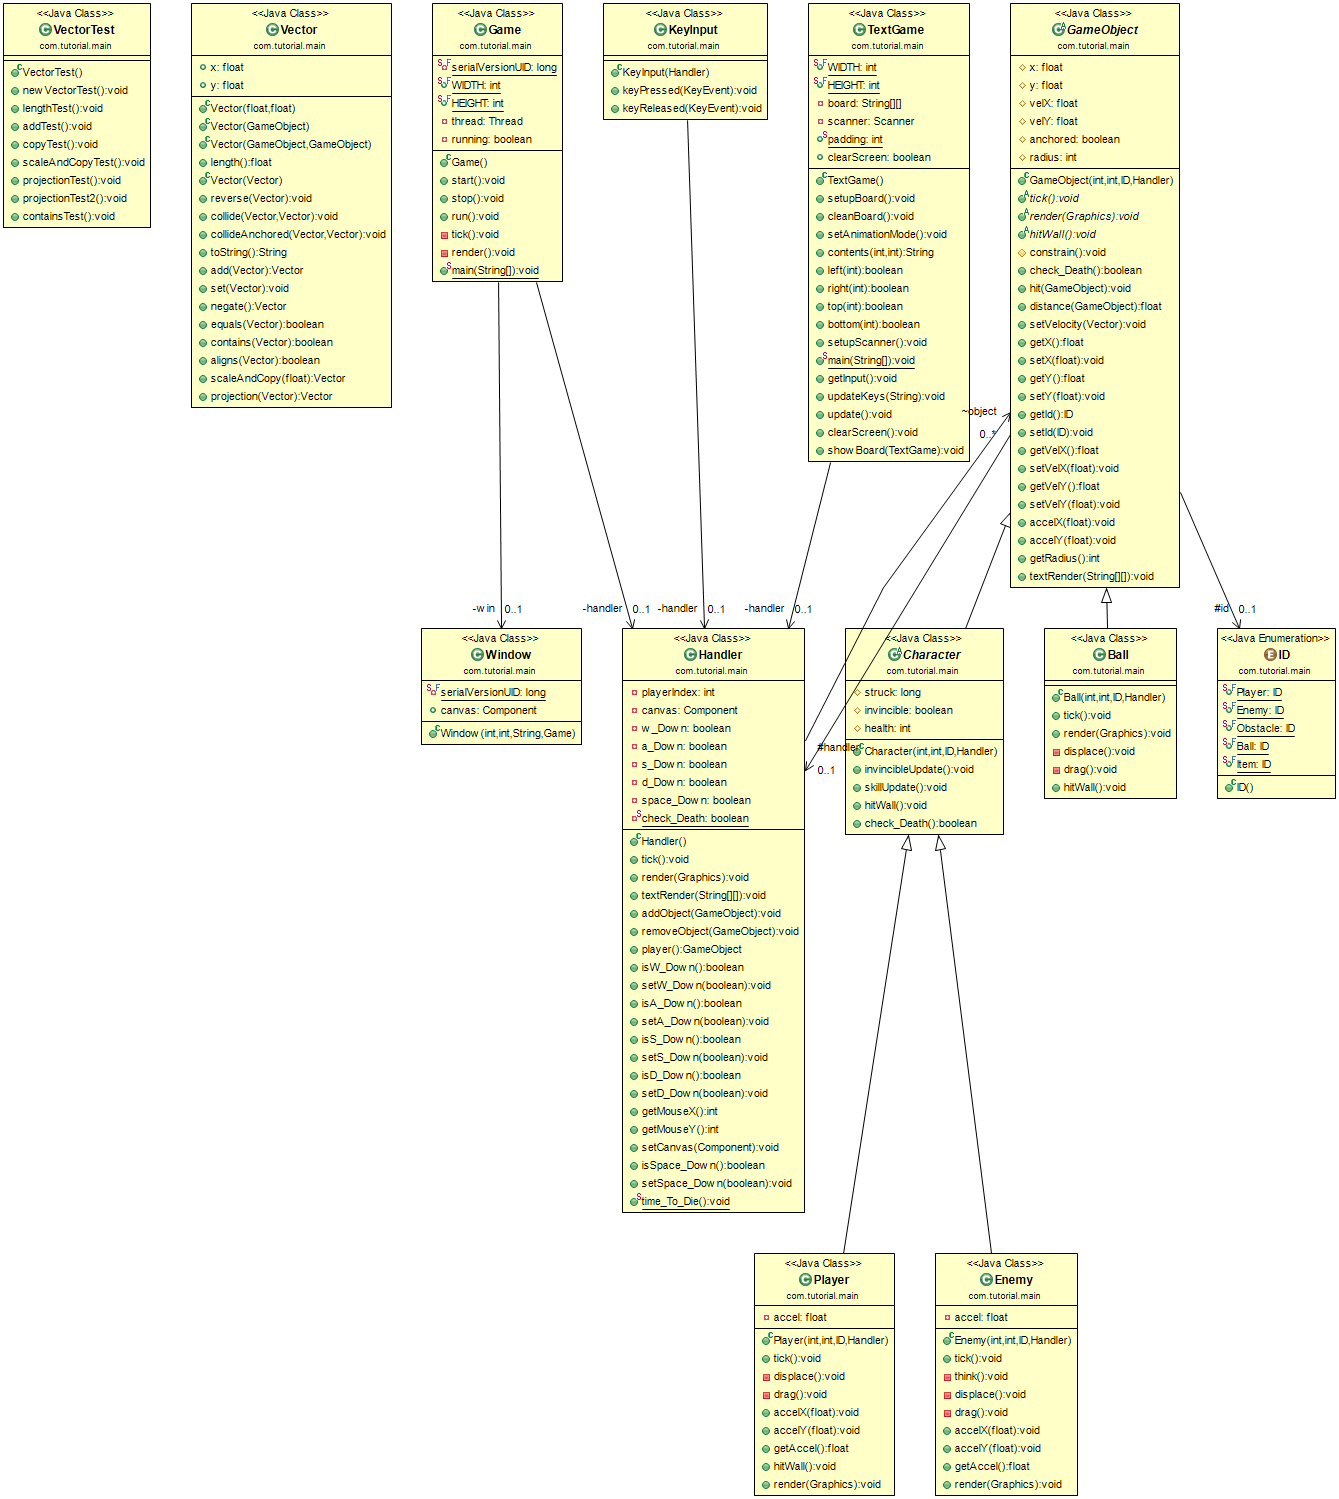 <<Java Class>>
VectorTest
com.tutorial.main
VectorTest()
newVectorTest():void
lengthTest():void
addTest():void
copyTest():void
scaleAndCopyTest():void
projectionTest():void
projectionTest2():void
containsTest():void
<<Java Class>>
Vector
com.tutorial.main
x: float
y: float
Vector(float,float)
Vector(GameObject)
Vector(GameObject,GameObject)
length():float
Vector(Vector)
reverse(Vector):void
collide(Vector,Vector):void
collideAnchored(Vector,Vector):void
toString():String
add(Vector):Vector
set(Vector):void
negate():Vector
equals(Vector):boolean
contains(Vector):boolean
aligns(Vector):boolean
scaleAndCopy(float):Vector
projection(Vector):Vector
<<Java Class>>
Game
com.tutorial.main
serialVersionUID: long
WIDTH: int
HEIGHT: int
thread: Thread
running: boolean
Game()
start():void
stop():void
run():void
tick():void
render():void
main(String[]):void
<<Java Class>>
KeyInput
com.tutorial.main
KeyInput(Handler)
keyPressed(KeyEvent):void
keyReleased(KeyEvent):void
<<Java Class>>
TextGame
com.tutorial.main
WIDTH: int
HEIGHT: int
board: String[][]
scanner: Scanner
padding: int
clearScreen: boolean
TextGame()
setupBoard():void
cleanBoard():void
setAnimationMode():void
contents(int,int):String
left(int):boolean
right(int):boolean
top(int):boolean
bottom(int):boolean
setupScanner():void
main(String[]):void
getInput():void
updateKeys(String):void
update():void
clearScreen():void
showBoard(TextGame):void
<<Java Class>>
GameObject
com.tutorial.main
x: float
y: float
velX: float
velY: float
anchored: boolean
radius: int
GameObject(int,int,ID,Handler)
tick():void
render(Graphics):void
hitWall():void
constrain():void
check_Death():boolean
hit(GameObject):void
distance(GameObject):float
setVelocity(Vector):void
getX():float
setX(float):void
getY():float
setY(float):void
getId():ID
setId(ID):void
getVelX():float
setVelX(float):void
getVelY():float
setVelY(float):void
accelX(float):void
accelY(float):void
getRadius():int
textRender(String[][]):void
~object
0..*
-win 0..1
-handler 0..1
-handler 0..1
-handler 0..1
#id 0..1
#handler
0..1
<<Java Class>>
Window
com.tutorial.main
serialVersionUID: long
canvas: Component
Window(int,int,String,Game)
<<Java Class>>
Handler
com.tutorial.main
playerIndex: int
canvas: Component
w_Down: boolean
a_Down: boolean
s_Down: boolean
d_Down: boolean
space_Down: boolean
check_Death: boolean
Handler()
tick():void
render(Graphics):void
textRender(String[][]):void
addObject(GameObject):void
removeObject(GameObject):void
player():GameObject
isW_Down():boolean
setW_Down(boolean):void
isA_Down():boolean
setA_Down(boolean):void
isS_Down():boolean
setS_Down(boolean):void
isD_Down():boolean
setD_Down(boolean):void
getMouseX():int
getMouseY():int
setCanvas(Component):void
isSpace_Down():boolean
setSpace_Down(boolean):void
time_To_Die():void
<<Java Class>>
Character
com.tutorial.main
struck: long
invincible: boolean
health: int
Character(int,int,ID,Handler)
invincibleUpdate():void
skillUpdate():void
hitWall():void
check_Death():boolean
<<Java Class>>
Ball
com.tutorial.main
Ball(int,int,ID,Handler)
tick():void
render(Graphics):void
displace():void
drag():void
hitWall():void
<<Java Enumeration>>
ID
com.tutorial.main
Player: ID
Enemy: ID
Obstacle: ID
Ball: ID
Item: ID
ID()
<<Java Class>>
Player
com.tutorial.main
accel: float
Player(int,int,ID,Handler)
tick():void
displace():void
drag():void
accelX(float):void
accelY(float):void
getAccel():float
hitWall():void
render(Graphics):void
<<Java Class>>
Enemy
com.tutorial.main
accel: float
Enemy(int,int,ID,Handler)
tick():void
think():void
displace():void
drag():void
accelX(float):void
accelY(float):void
getAccel():float
render(Graphics):void